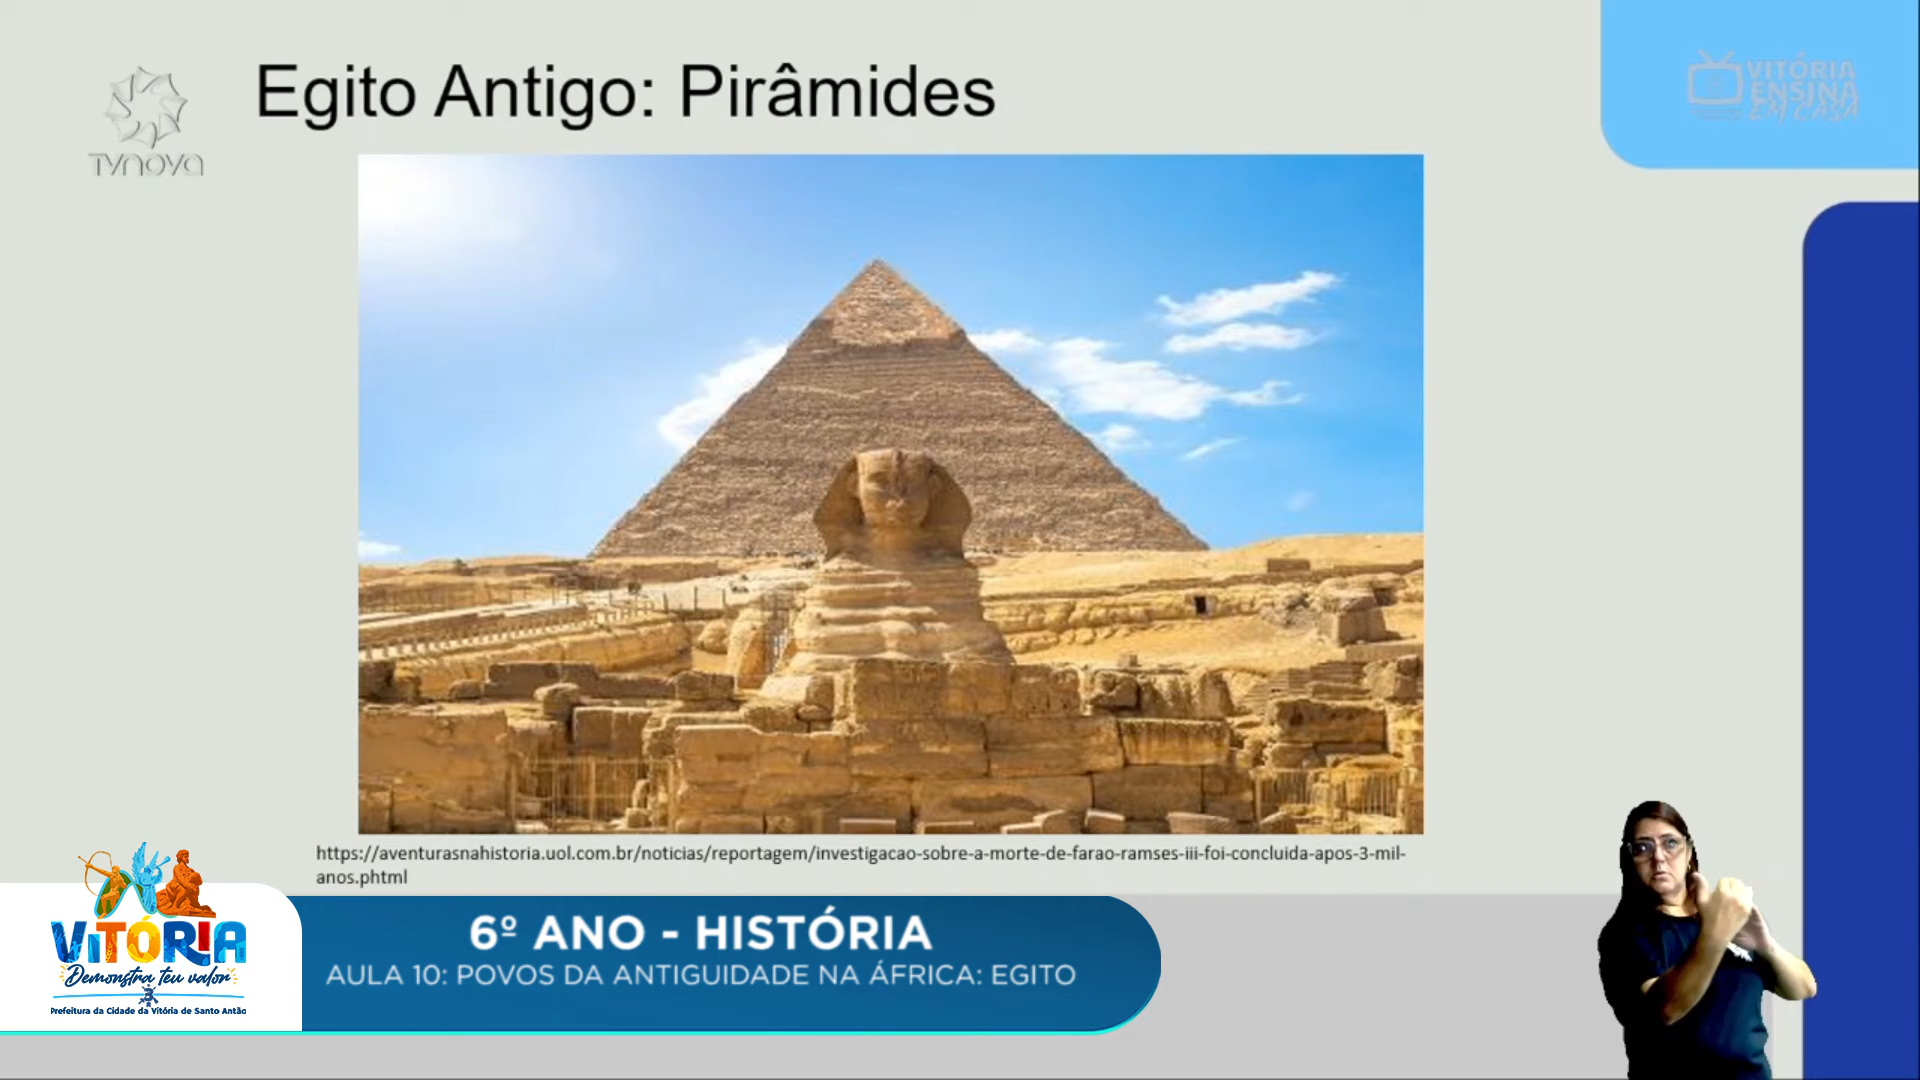 Egito Antigo: Pirâmides
TVNOVA
VITÓRIA
ENSINA
EM CASA
https://aventurasnahistoria.uol.com.br/noticias/reportagem/investigacao-sobre-a-morte-de-farao-ramses-iii-foi-concluida-apos-3-mil-
anos.phtml
VITÓRIA
Demonstra teu valor
Prefeitura da Cidade da Vitória de Santo Antão
6º ANO - HISTÓRIA
AULA 10: POVOS DA ANTIGUIDADE NA ÁFRICA: EGITO